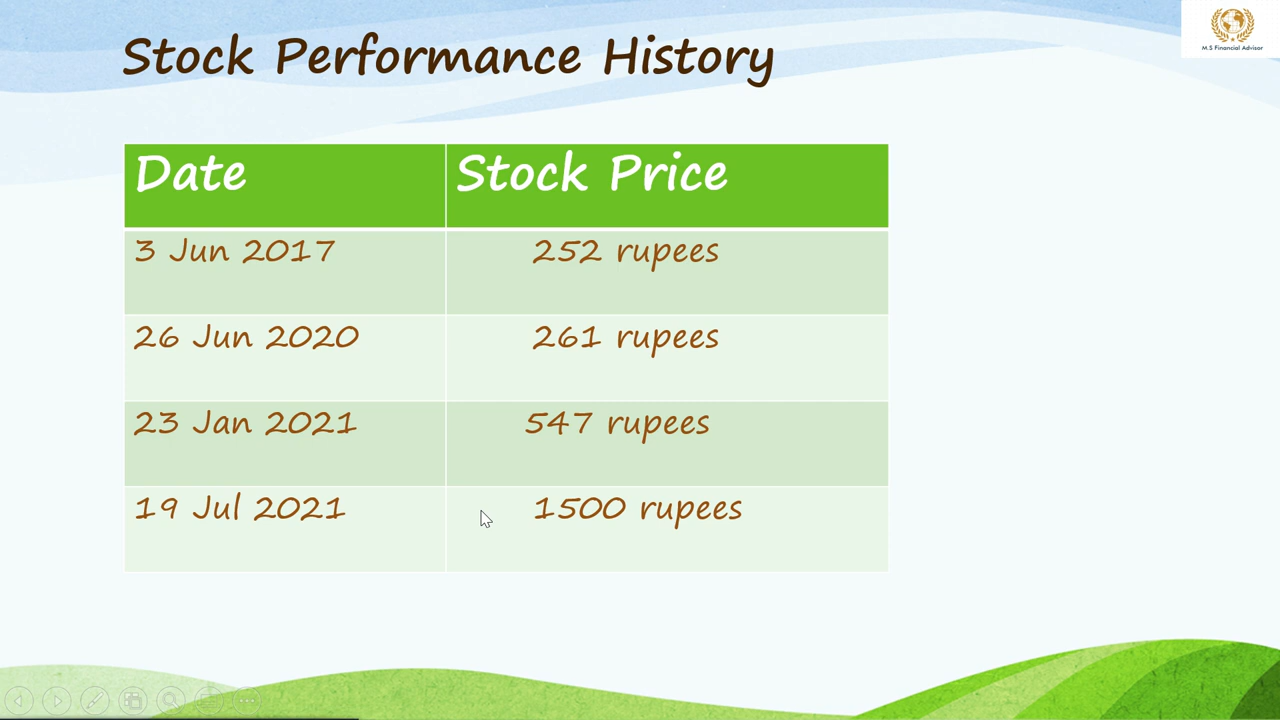 Stock Performance History
M.S Financial Advisor
Date Stock Price
3 Jun 2017 252 rupees
26 Jun 2020 261 rupees
23 Jan 2021 547 rupees
19 Jul 2021 1500 rupees